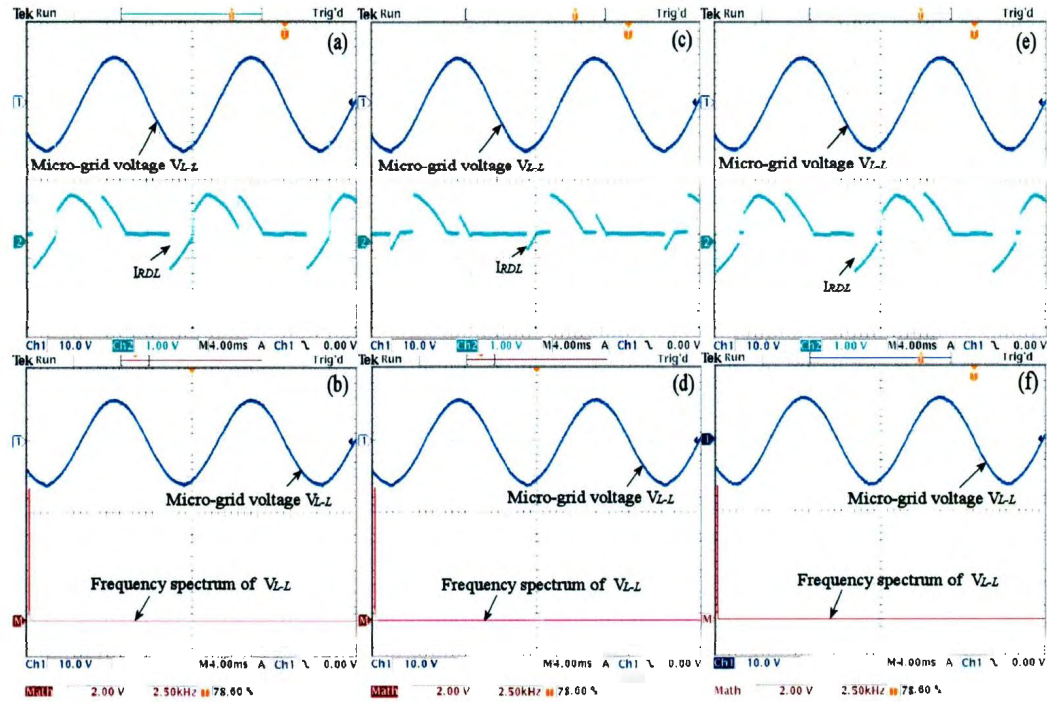 Tek Run Trig'd
(a)
Micro-grid voltage VL-L
IRDL
Ch1 10.0 V Ch2 1.00 V M4.00ms A Ch1 0.00 V
Tek Run Trig'd
(c)
Micro-grid voltage VL-L
IRDL
Ch1 10.0 V Ch2 1.00 V M4.00ms A Ch1 0.00 V
Tek Run Trig'd
(e)
Micro-grid voltage VL-L
IRDL
Ch1 10.0 V Ch2 1.00 V M4.00ms A Ch1 0.00 V
Tek Run Trig'd
(b)
Micro-grid voltage VL-L
Frequency spectrum of VL-L
M
Ch1 10.0 V M4.00ms A Ch1 0.00 V
Math 2.00 V 2.50kHz 78.60 %
Tek Run Trig'd
(d)
Micro-grid voltage VL-L
Frequency spectrum of VL-L
M
Ch1 10.0 V M4.00ms A Ch1 0.00 V
Math 2.00 V 2.50kHz 78.60 %
Tek Run Trig'd
(f)
Micro-grid voltage VL-L
Frequency spectrum of VL-L
M
Ch1 10.0 V M4.00ms A Ch1 0.00 V
Math 2.00 V 2.50kHz 78.60 %